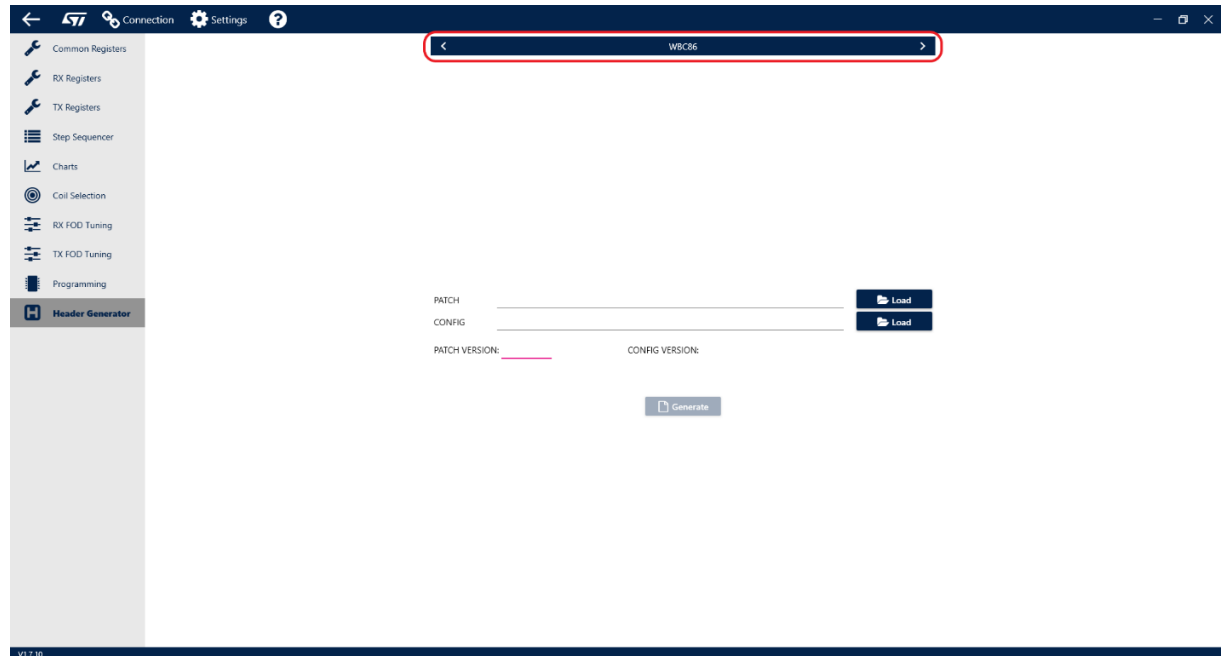 Connection Settings ?
Common Registers
RX Registers
TX Registers
Step Sequencer
Charts
Coil Selection
RX FOD Tuning
TX FOD Tuning
Programming
Header Generator
WBC86
PATCH Load
CONFIG Load
PATCH VERSION: CONFIG VERSION:
Generate
V1.7.10